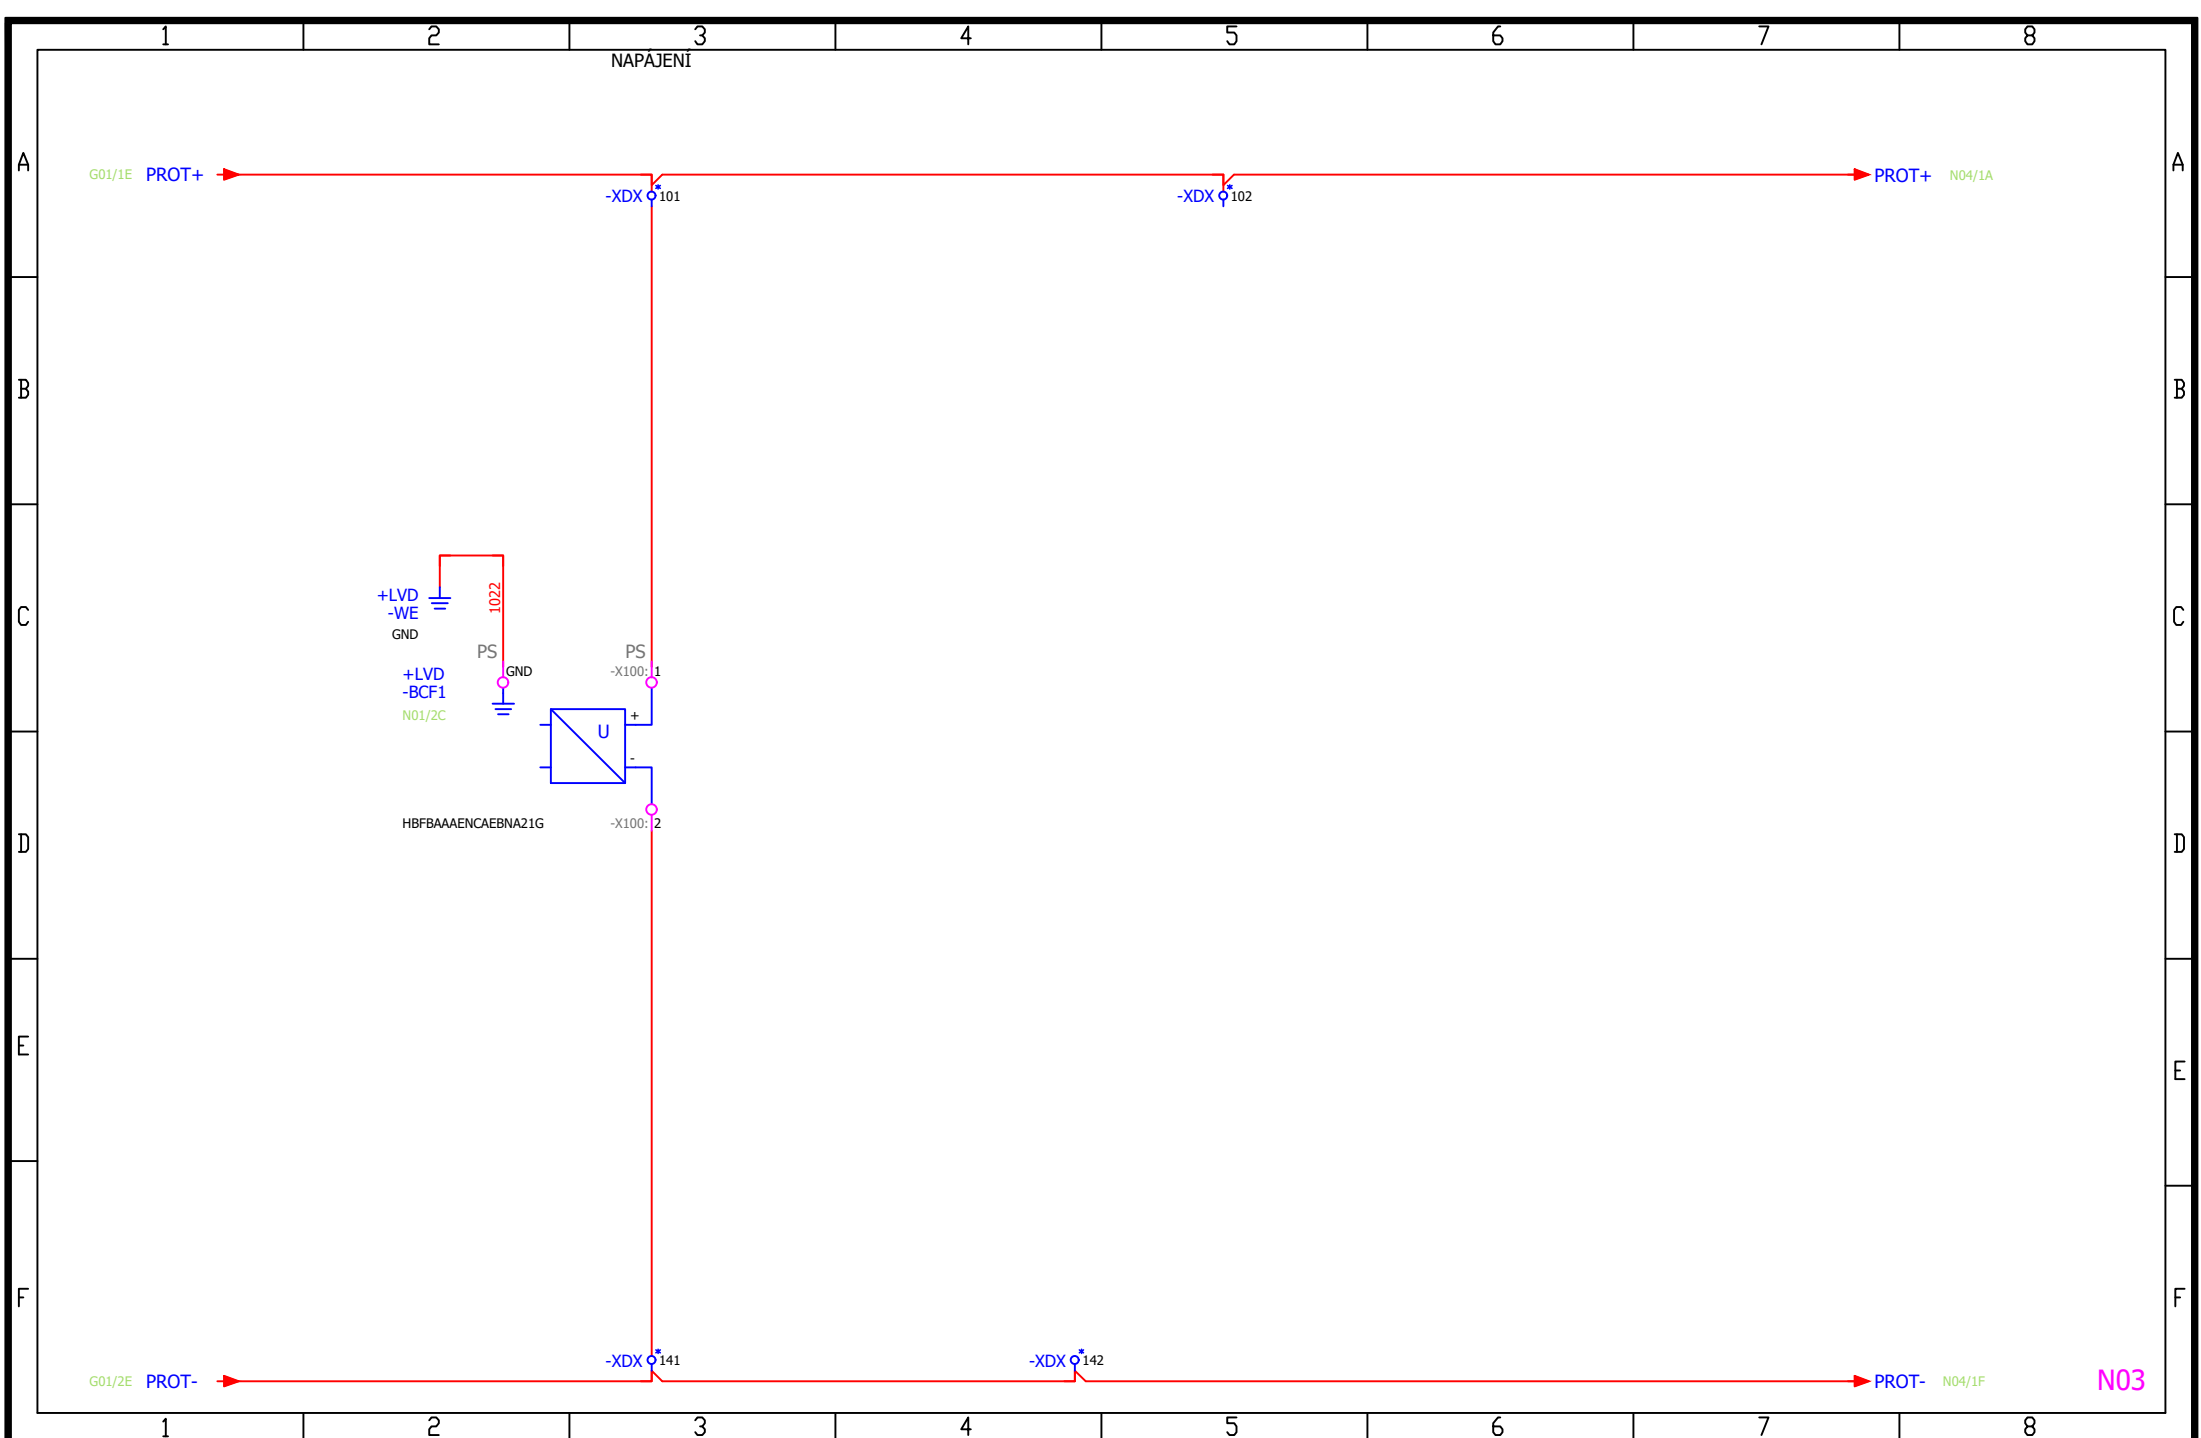 1 2 3 4 5 6 7 8
NAPÁJENÍ
A A
G01/1E PROT+ PROT+ N04/1A
-XDX * 101 -XDX * 102
B B
+LVD
-WE
GND
1022
C C
PS PS
+LVD
-BCF1
N01/2C
GND
-X100: 1
+
U
-
HBFBAAAENCAEBNA21G -X100: 2
D D
E E
F F
-XDX * 141 -XDX * 142
G01/2E PROT- PROT- N04/1F N03
1 2 3 4 5 6 7 8